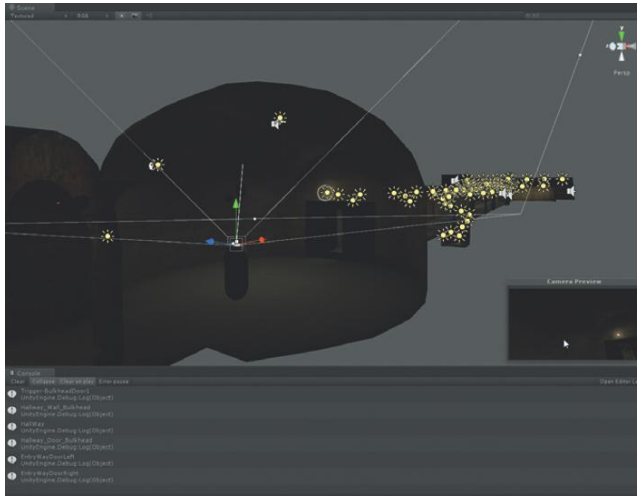 Scene
Textured RGB
Persp
Camera Preview
Console
Clear Collapse Clear on play Error pause Open Editor Lo
Trigger-BulkheadDoor1
UnityEngine.Debug:Log(Object)
Hallway_Wall_Bulkhead
UnityEngine.Debug:Log(Object)
HallWay
UnityEngine.Debug:Log(Object)
Hallway_Door_Bulkhead
UnityEngine.Debug:Log(Object)
EntryWayDoorLeft
UnityEngine.Debug:Log(Object)
EntryWayDoorRight
UnityEngine.Debug:Log(Object)